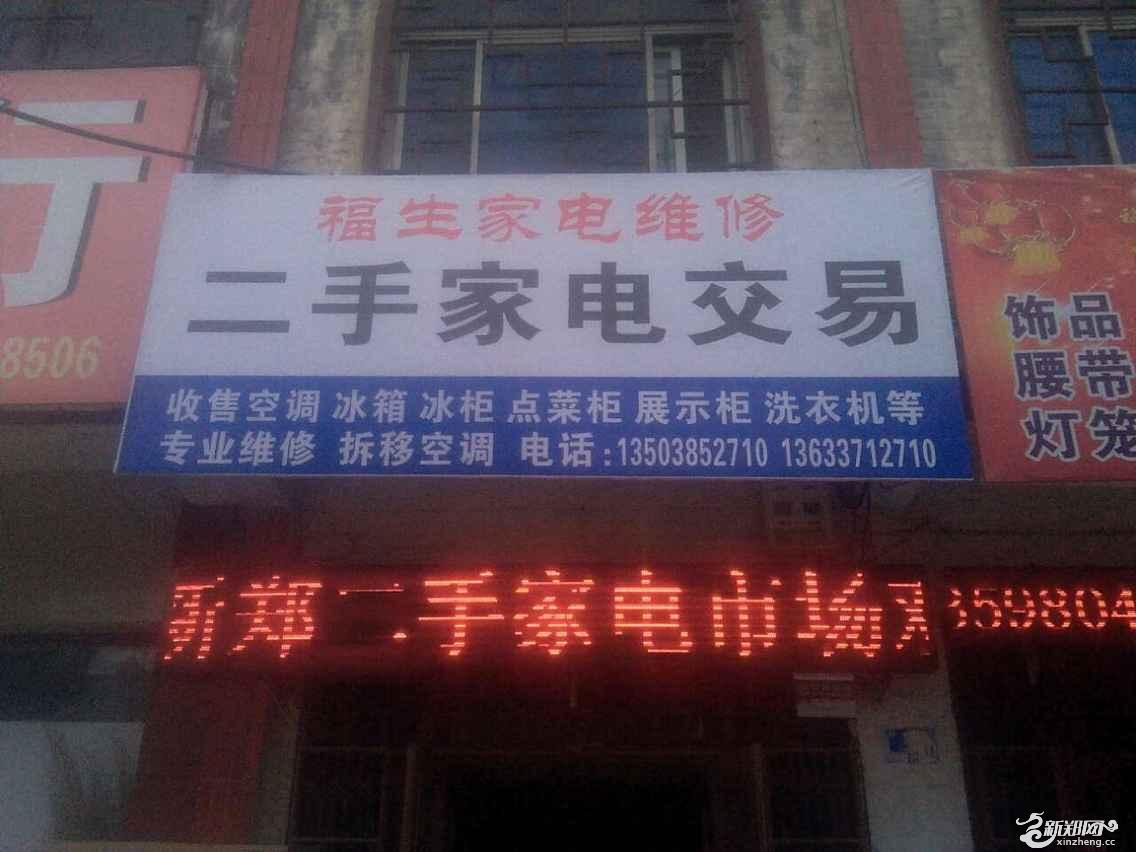 行
8506
福生家电维修
二手家电交易
收售空调 冰箱 冰柜 点菜柜 展示柜 洗衣机等
专业维修 拆移空调 电话:13503852710 13633712710
饰品
腰带
灯笼
新郑二手家电市场
859804
新郑网
xinzheng.cc